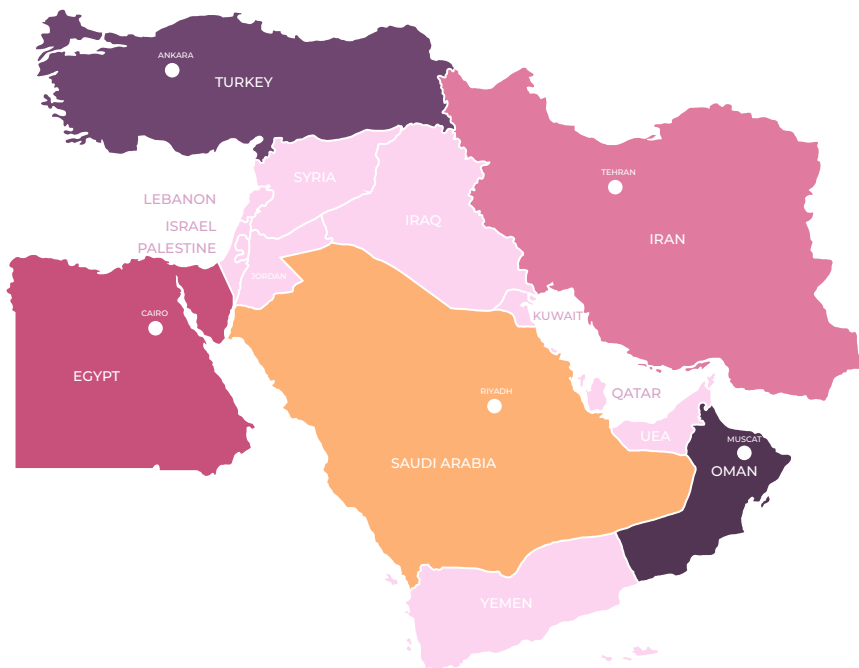 ANKARA
TURKEY
TEHRAN
SYRIA
LEBANON
IRAQ
ISRAEL
IRAN
PALESTINE
JORDAN
CAIRO
KUWAIT
EGYPT
RIYADH
QATAR
UEA
MUSCAT
SAUDI ARABIA
OMAN
YEMEN